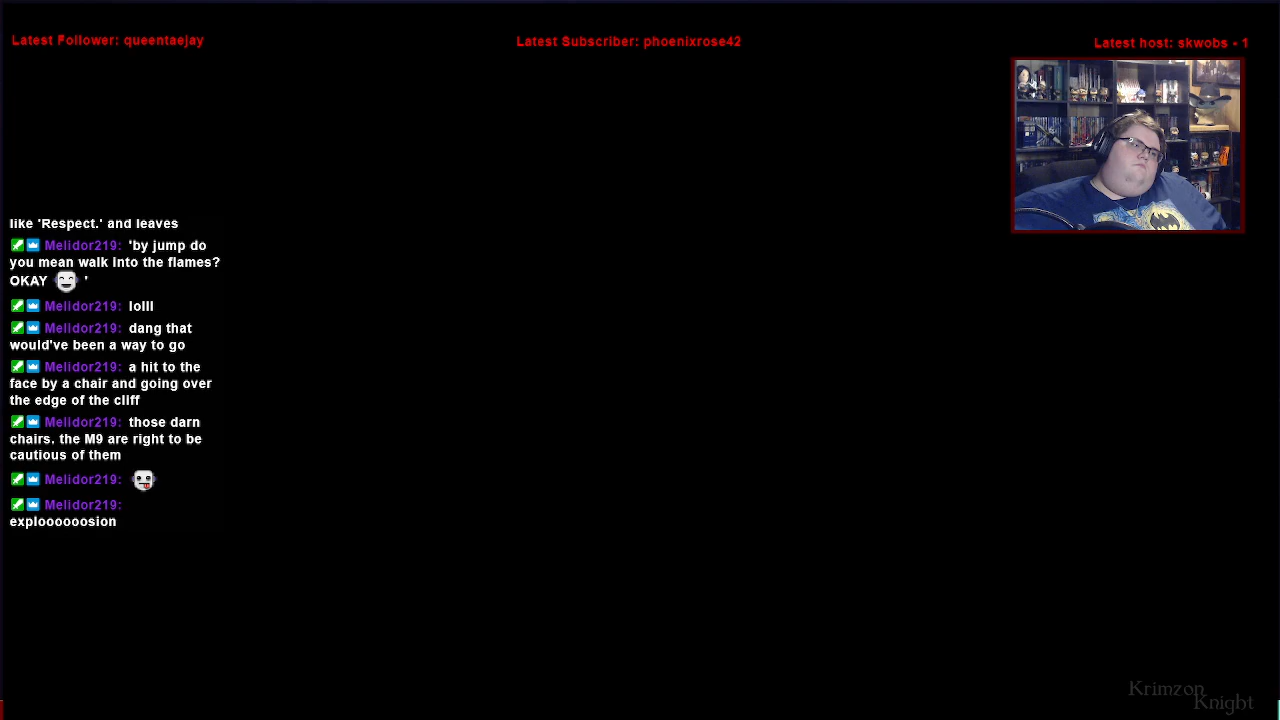 Latest Follower: queentaejay
Latest Subscriber: phoenixrose42
Latest host: skwobs - 1
like 'Respect.' and leaves
Melidor219: 'by jump do
you mean walk into the flames?
OKAY '
Melidor219: lolll
Melidor219: dang that
would've been a way to go
Melidor219: a hit to the
face by a chair and going over
the edge of the cliff
Melidor219: those darn
chairs. the M9 are right to be
cautious of them
Melidor219:
Melidor219:
exploooooosion
Krimzon
Knight